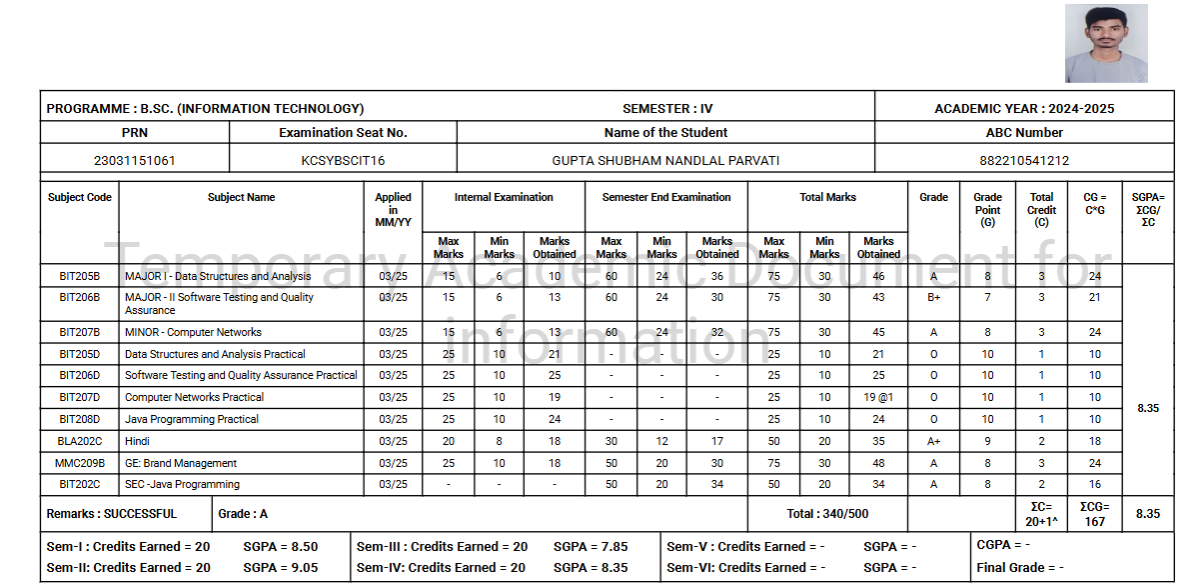 PROGRAMME : B.SC. (INFORMATION TECHNOLOGY) SEMESTER : IV ACADEMIC YEAR : 2024-2025
PRN Examination Seat No. Name of the Student ABC Number
23031151061 KCSYBSCIT16 GUPTA SHUBHAM NANDLAL PARVATI 882210541212
Subject Code Subject Name Applied in MM/YY Internal Examination Semester End Examination Total Marks Grade Grade Point (G) Total Credit (C) CG = C*G SGPA= ΣCG/ ΣC
Max Marks Min Marks Marks Obtained Max Marks Min Marks Marks Obtained Max Marks Min Marks Marks Obtained
Temporary Academic Document for
information
BIT205B MAJOR I - Data Structures and Analysis 03/25 15 6 10 60 24 36 75 30 46 A 8 3 24
BIT206B MAJOR - II Software Testing and Quality Assurance 03/25 15 6 13 60 24 30 75 30 43 B+ 7 3 21
BIT207B MINOR - Computer Networks 03/25 15 6 13 60 24 32 75 30 45 A 8 3 24
BIT205D Data Structures and Analysis Practical 03/25 25 10 21 - - - 25 10 21 O 10 1 10
BIT206D Software Testing and Quality Assurance Practical 03/25 25 10 25 - - - 25 10 25 O 10 1 10
BIT207D Computer Networks Practical 03/25 25 10 19 - - - 25 10 19 @1 O 10 1 10
BIT208D Java Programming Practical 03/25 25 10 24 - - - 25 10 24 O 10 1 10
BLA202C Hindi 03/25 20 8 18 30 12 17 50 20 35 A+ 9 2 18
MMC209B GE: Brand Management 03/25 25 10 18 50 20 30 75 30 48 A 8 3 24
BIT202C SEC -Java Programming 03/25 - - - 50 20 34 50 20 34 A 8 2 16
8.35
Remarks : SUCCESSFUL Grade : A Total : 340/500 ΣC= 20+1^ ΣCG= 167 8.35
Sem-I : Credits Earned = 20 SGPA = 8.50 Sem-III : Credits Earned = 20 SGPA = 7.85 Sem-V : Credits Earned = - SGPA = - CGPA = -
Sem-II: Credits Earned = 20 SGPA = 9.05 Sem-IV: Credits Earned = 20 SGPA = 8.35 Sem-VI: Credits Earned = - SGPA = - Final Grade = -